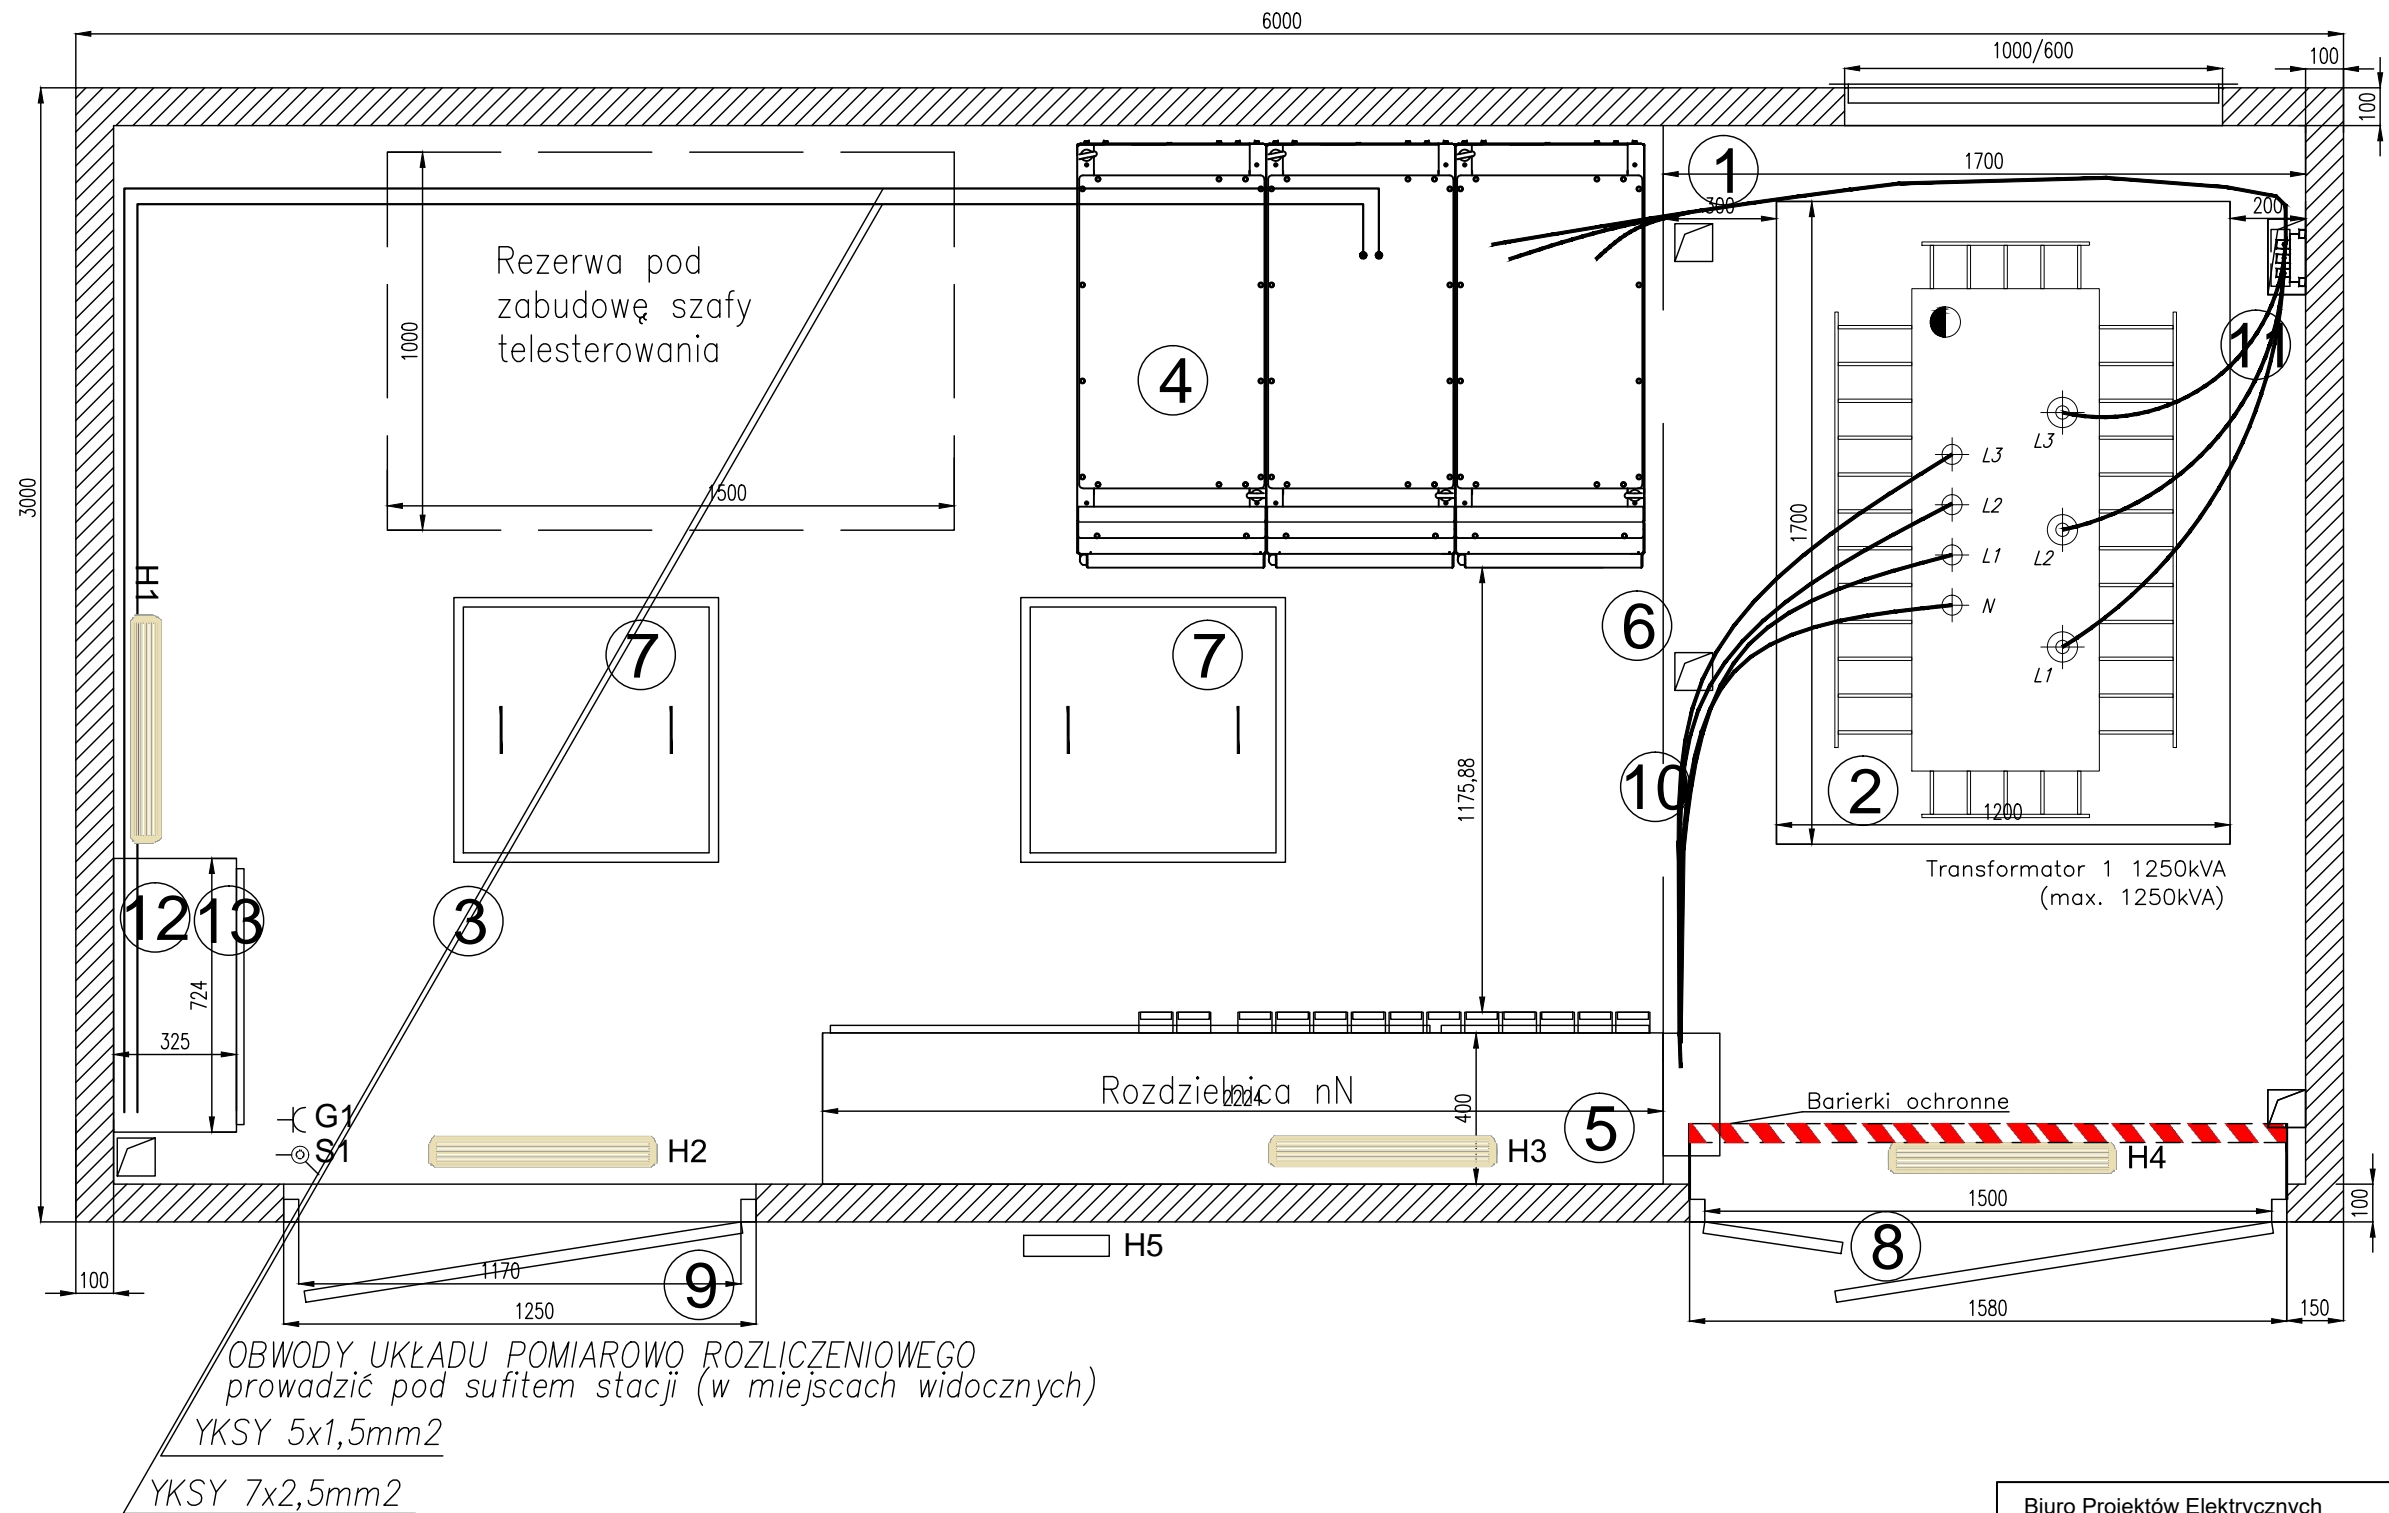 6000
1000/600
100
100
1
1700
300
200
3000
Rezerwa pod
zabudowę szafy
telesterowania
1000
1500
4
11
L3
L3
L2
L2
L1
N
L1
1700
H1
7
7
6
1175,88
10
2
1200
Transformator 1 1250kVA
(max. 1250kVA)
12
13
3
724
325
Rozdzielnica nN
2224
400
5
Barierki ochronne
G1
S1
H2
H3
H4
1500
100
8
H5
100
1170
9
1250
1580
150
OBWODY UKŁADU POMIAROWO ROZLICZENIOWEGO
prowadzić pod sufitem stacji (w miejscach widocznych)
YKSY 5x1,5mm2
YKSY 7x2,5mm2
Biuro Projektów Elektrycznych